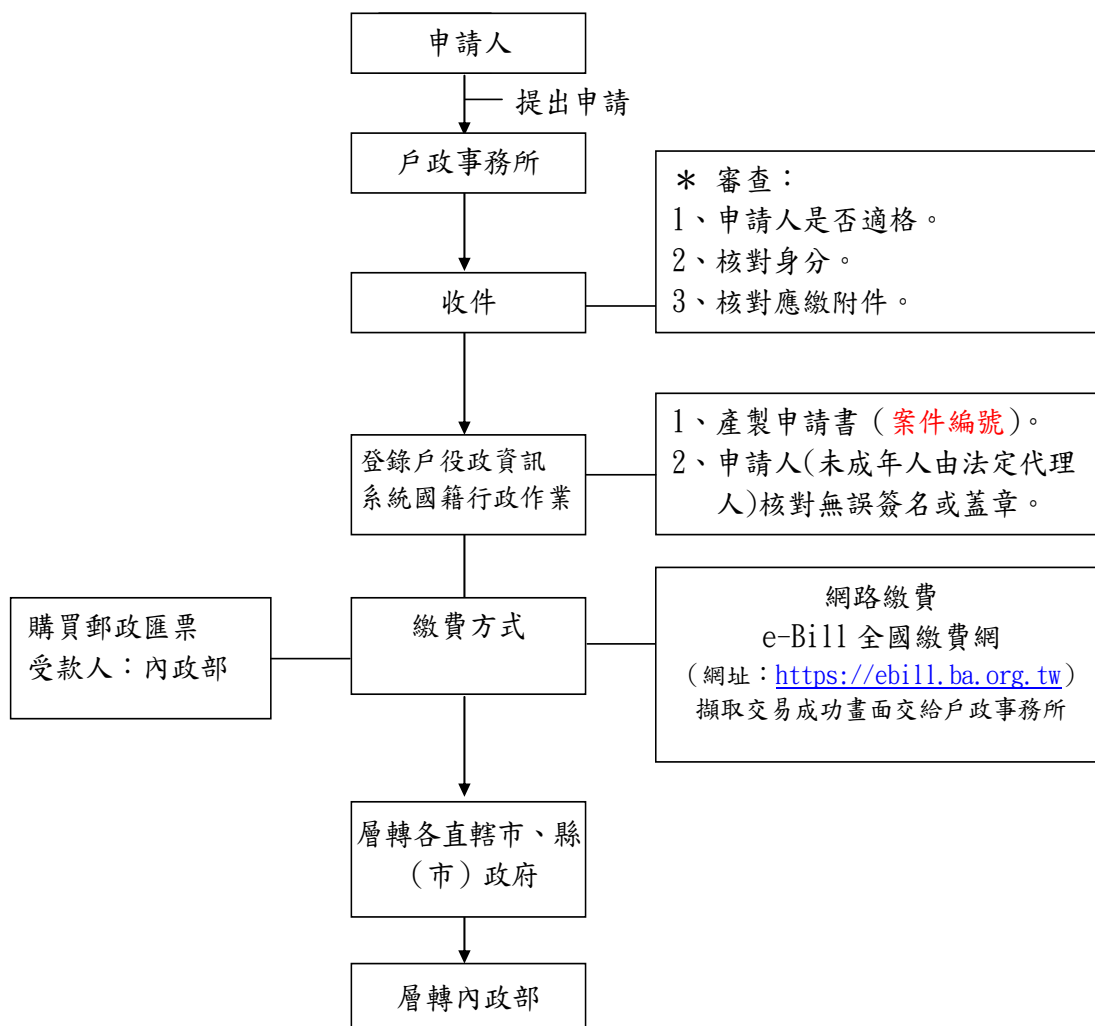 申請人
提出申請
戶政事務所
＊ 審查：
1、申請人是否適格。
2、核對身分。
3、核對應繳附件。
收件
1、產製申請書（案件編號）。
2、申請人(未成年人由法定代理
人)核對無誤簽名或蓋章。
登錄戶役政資訊
系統國籍行政作業
購買郵政匯票
受款人：內政部
繳費方式
網路繳費
e-Bill 全國繳費網
（網址：https://ebill.ba.org.tw）
擷取交易成功畫面交給戶政事務所
層轉各直轄市、縣
（市）政府
層轉內政部